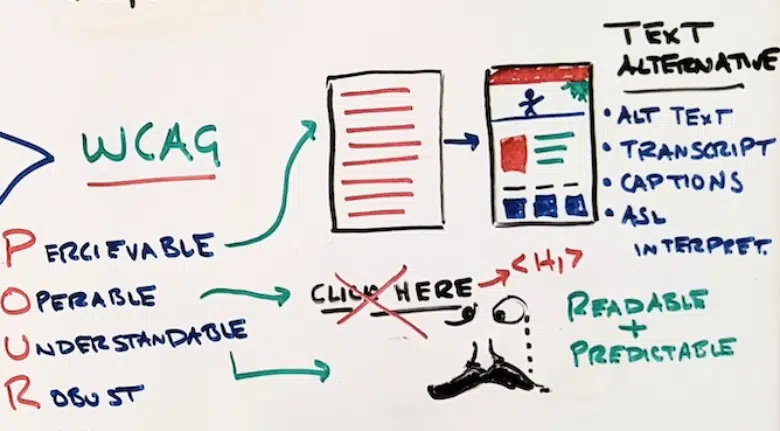 TEXT
ALTERNATIVE
• ALT TEXT
• TRANSCRIPT
• CAPTIONS
• ASL
INTERPRET.
WCAG
PERCIEVABLE
OPERABLE
UNDERSTANDABLE
ROBUST
CLICK HERE
<H1>
READABLE
+
PREDICTABLE